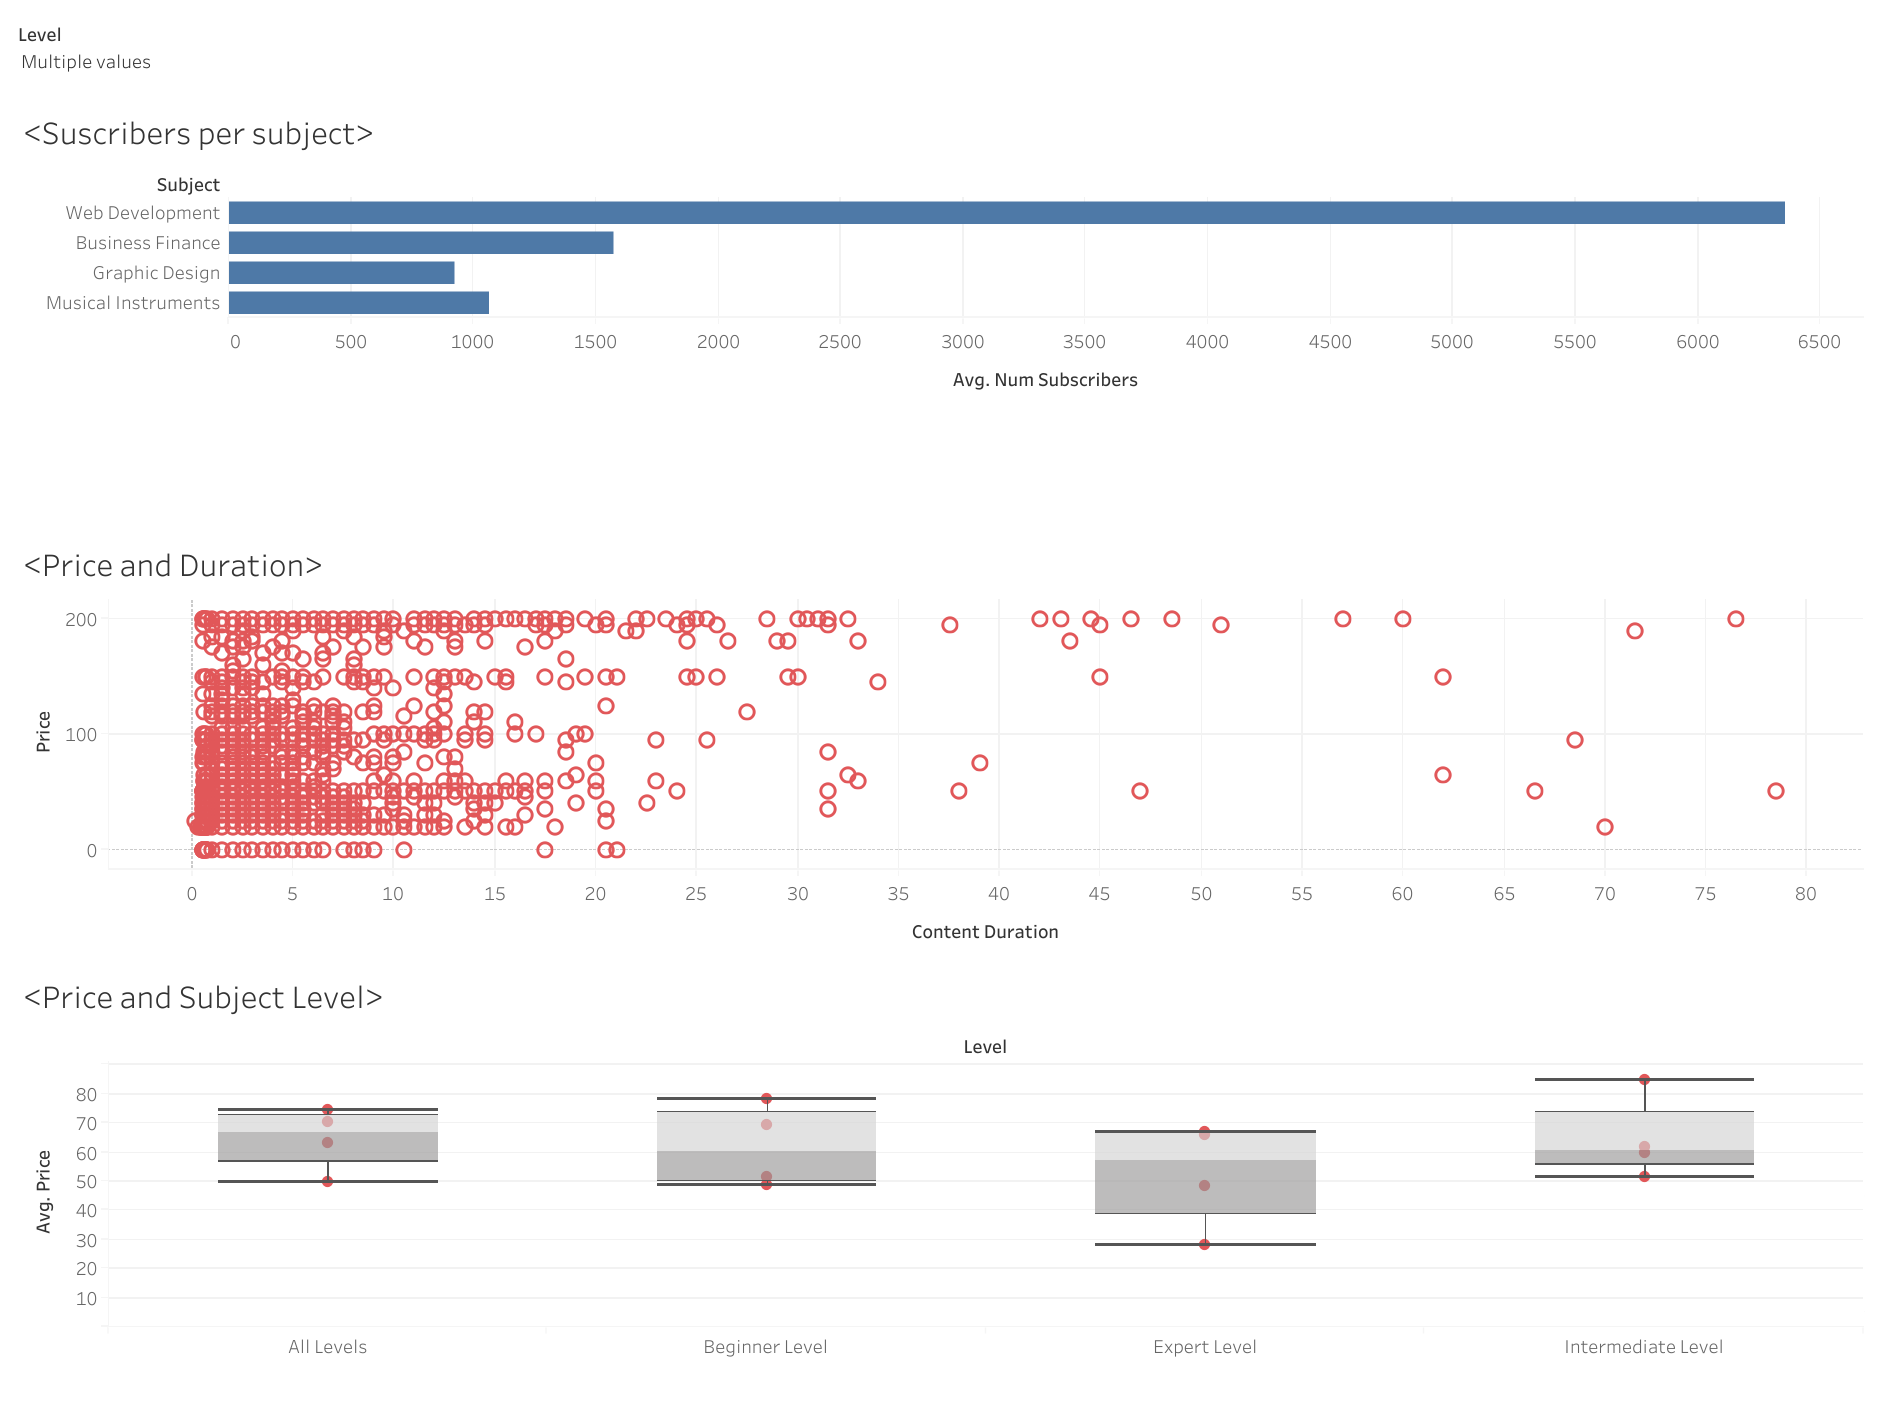 Level
Multiple values
<Suscribers per subject>
Subject
Web Development
Business Finance
Graphic Design
Musical Instruments
0 500 1000 1500 2000 2500 3000 3500 4000 4500 5000 5500 6000 6500
Avg. Num Subscribers
<Price and Duration>
200
100
0
Price
0 5 10 15 20 25 30 35 40 45 50 55 60 65 70 75 80
Content Duration
<Price and Subject Level>
Level
80
70
60
50
40
30
20
10
Avg. Price
All Levels Beginner Level Expert Level Intermediate Level